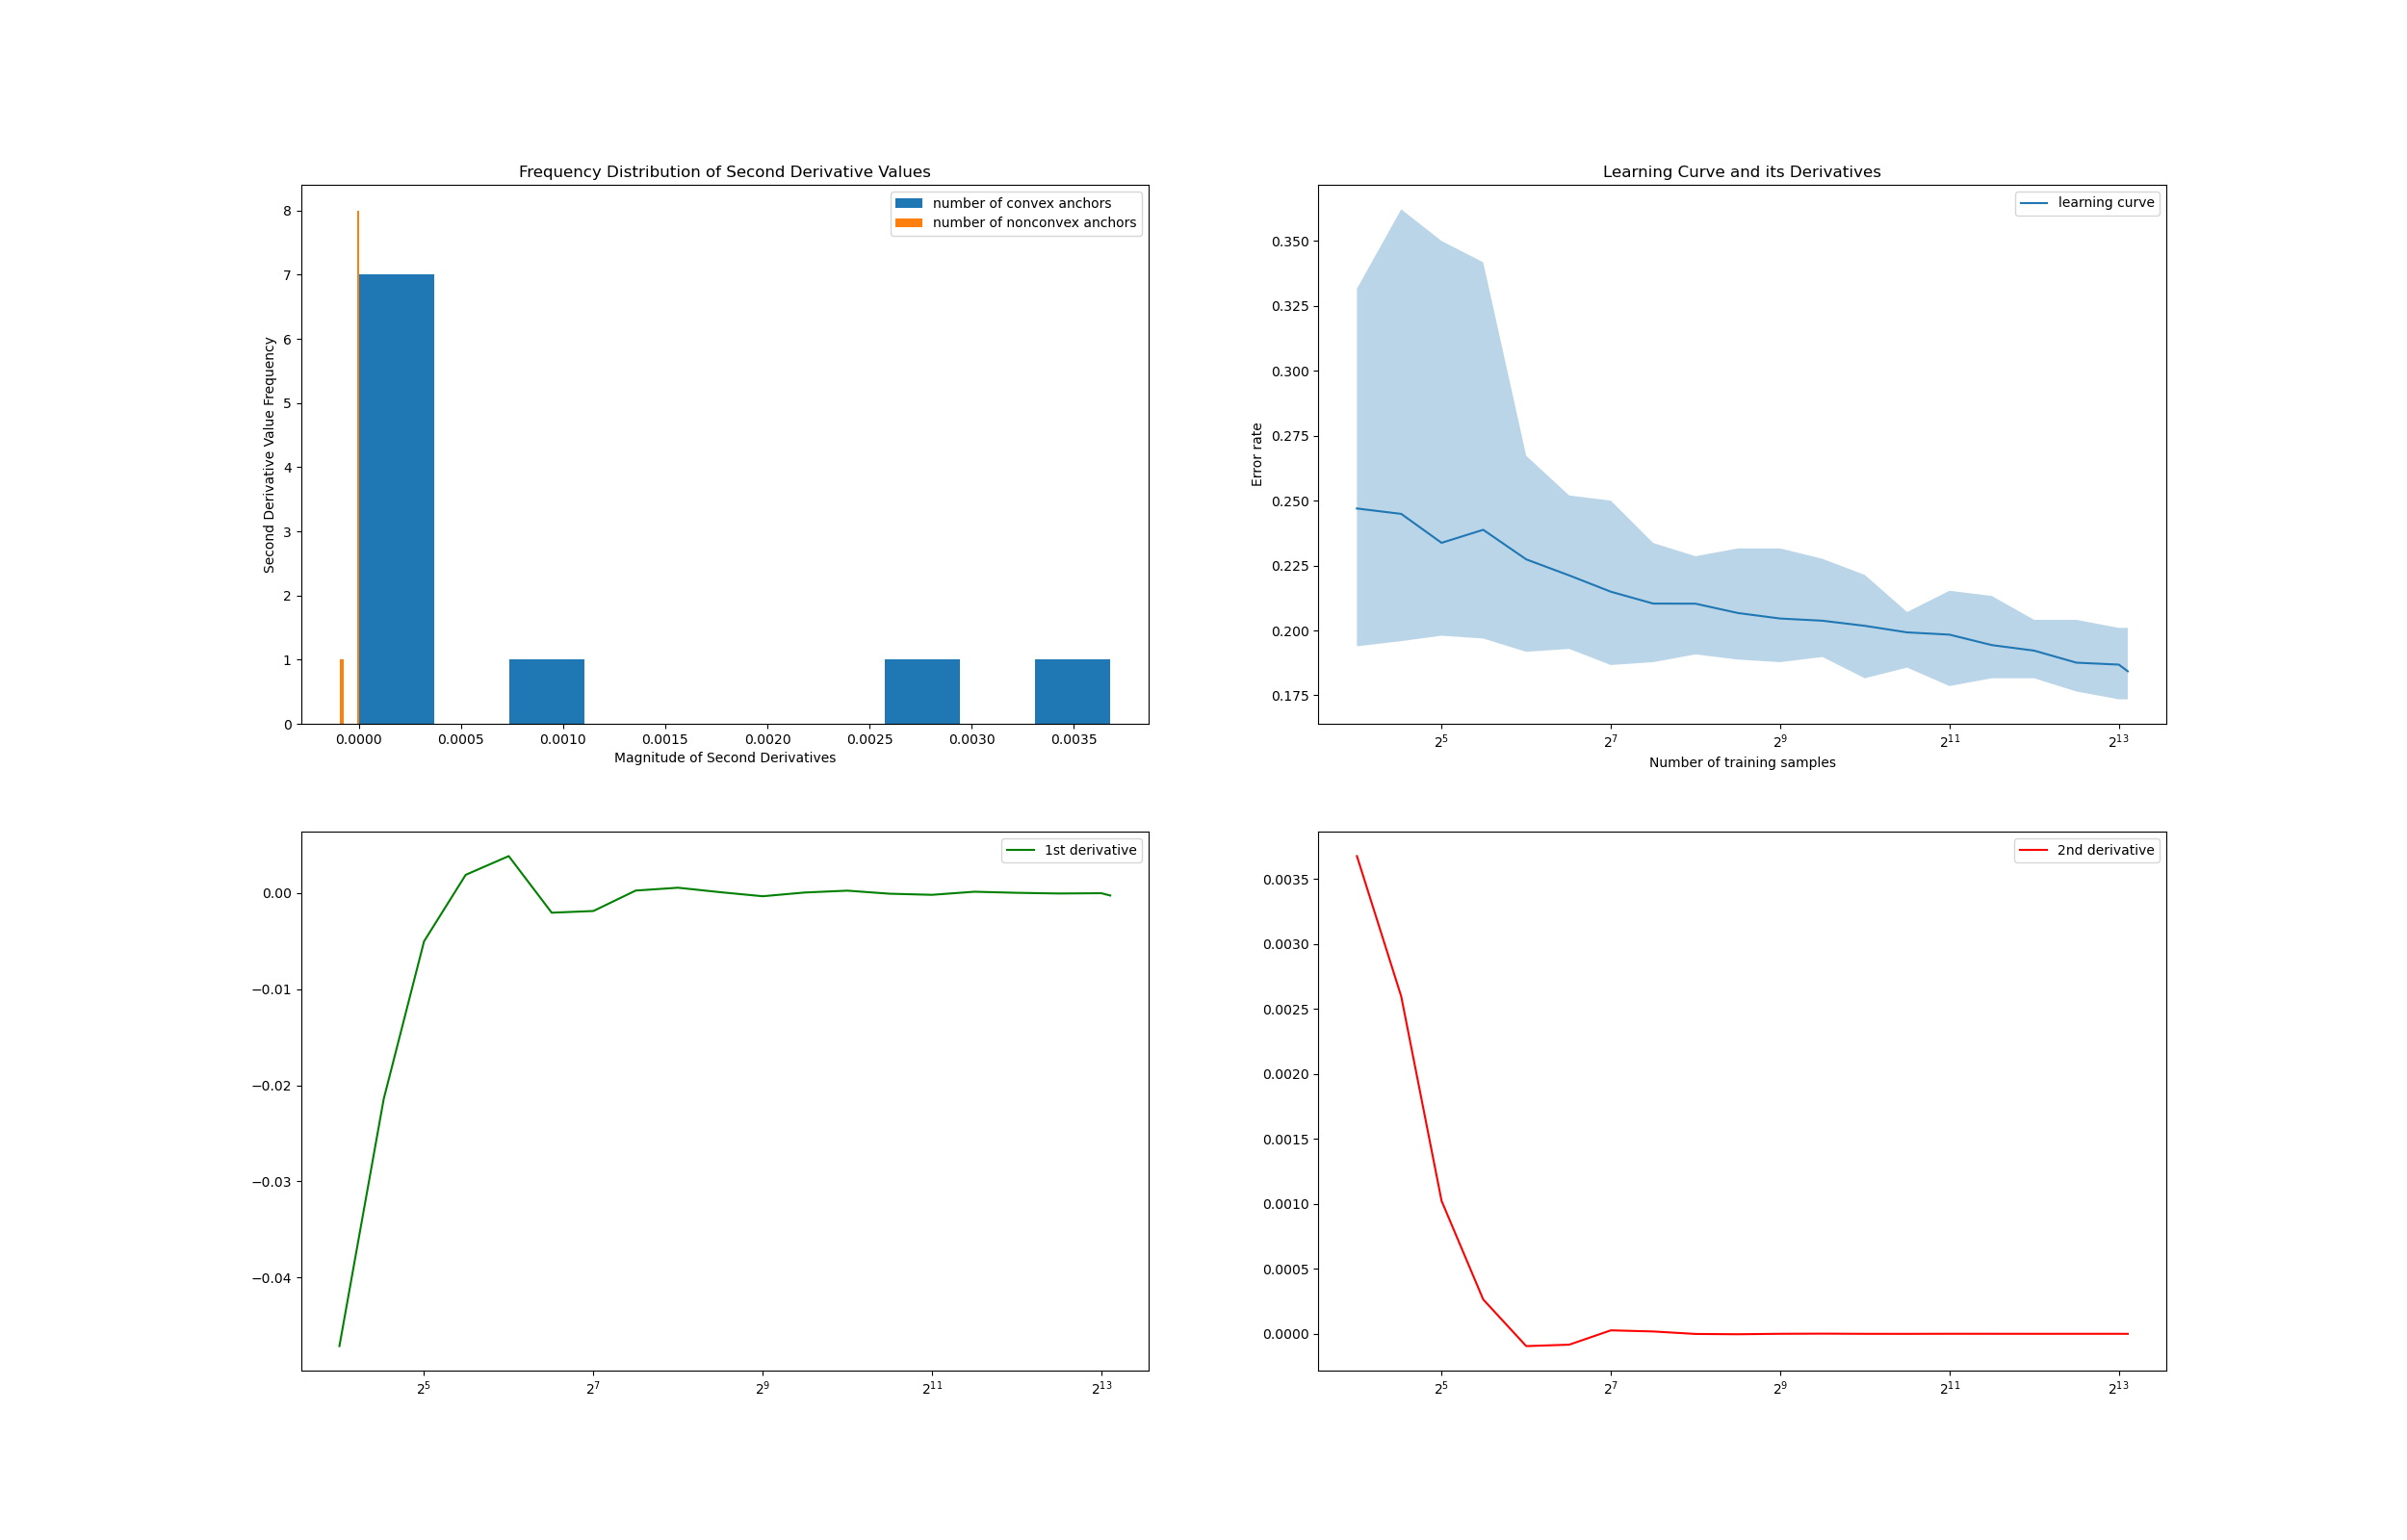 Frequency Distribution of Second Derivative Values
number of convex anchors
number of nonconvex anchors
8
7
6
5
4
3
2
1
0
Second Derivative Value Frequency
0.0000 0.0005 0.0010 0.0015 0.0020 0.0025 0.0030 0.0035
Magnitude of Second Derivatives
Learning Curve and its Derivatives
learning curve
0.350
0.325
0.300
0.275
0.250
0.225
0.200
0.175
Error rate
2^5 2^7 2^9 2^11 2^13
Number of training samples
1st derivative
0.00
−0.01
−0.02
−0.03
−0.04
2^5 2^7 2^9 2^11 2^13
2nd derivative
0.0035
0.0030
0.0025
0.0020
0.0015
0.0010
0.0005
0.0000
2^5 2^7 2^9 2^11 2^13